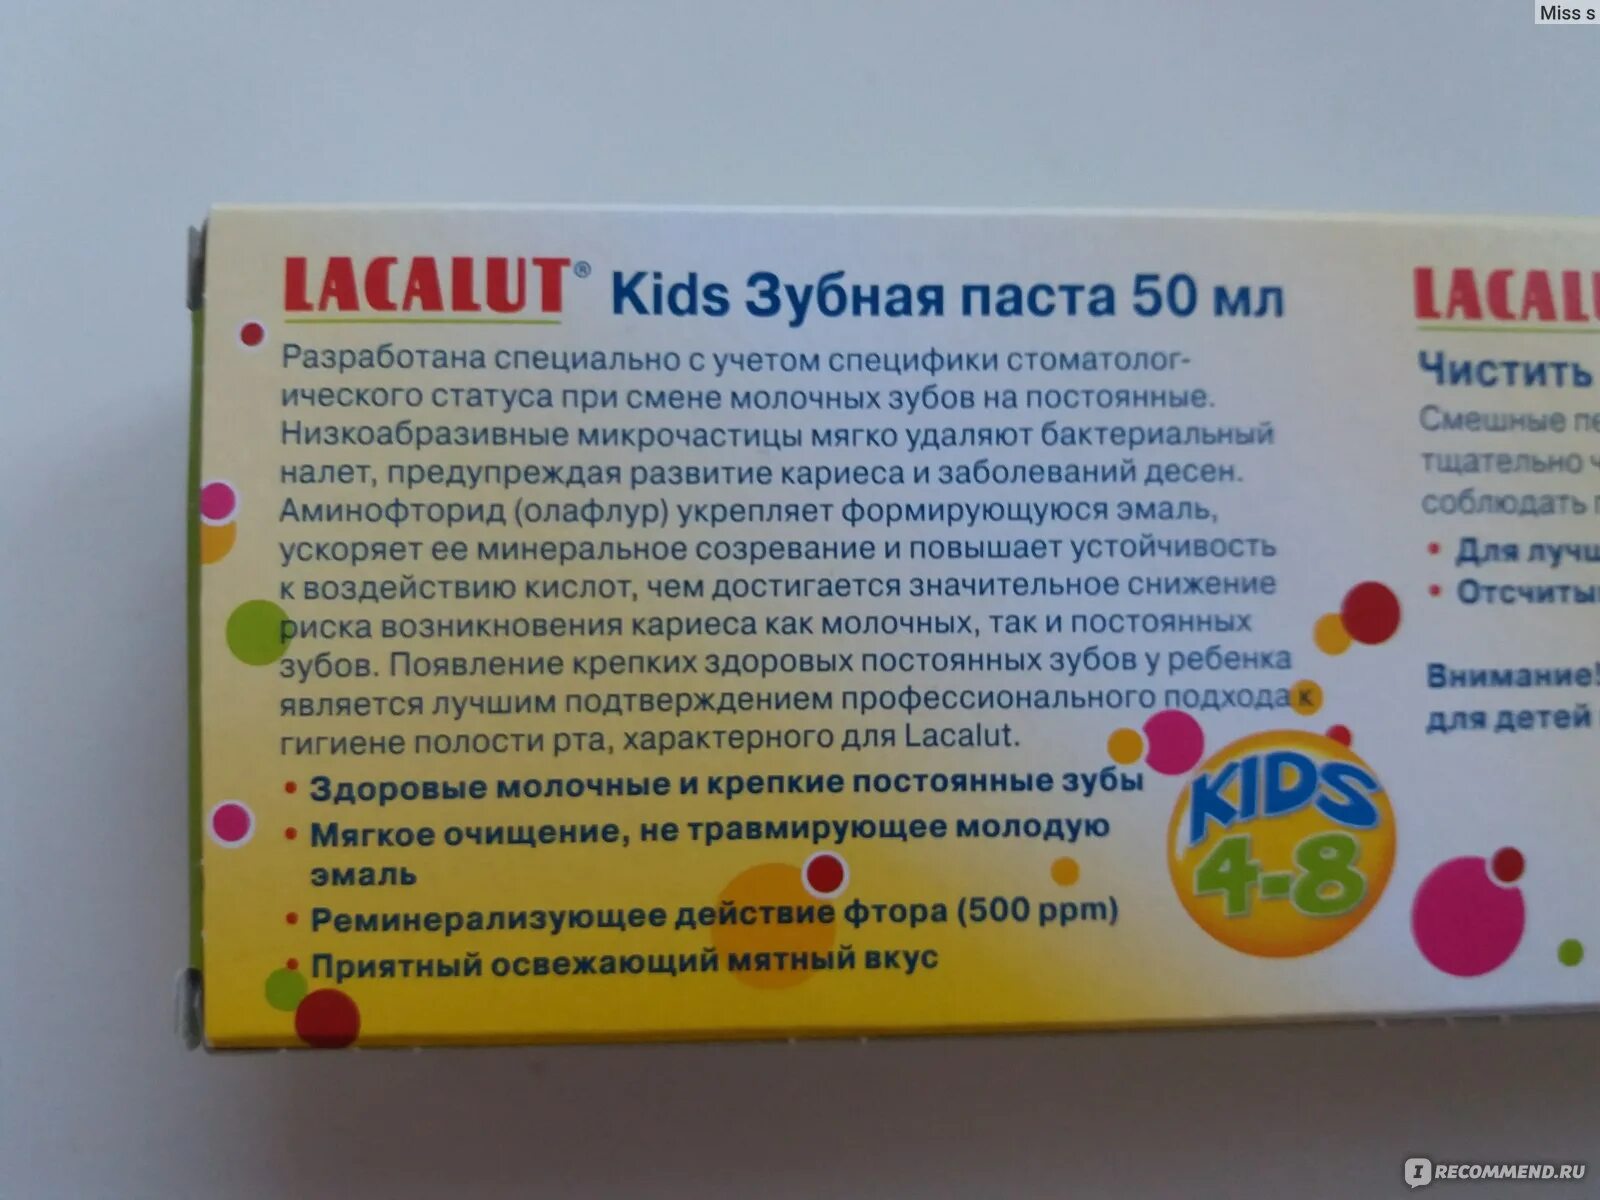 Miss s
LACALUT® Kids Зубная паста 50 мл
Разработана специально с учетом специфики стоматолог-
ического статуса при смене молочных зубов на постоянные.
Низкоабразивные микрочастицы мягко удаляют бактериальный
налет, предупреждая развитие кариеса и заболеваний десен.
Аминофторид (олафлур) укрепляет формирующуюся эмаль,
ускоряет ее минеральное созревание и повышает устойчивость
к воздействию кислот, чем достигается значительное снижение
риска возникновения кариеса как молочных, так и постоянных
зубов. Появление крепких здоровых постоянных зубов у ребенка
является лучшим подтверждением профессионального подхода к
гигиене полости рта, характерного для Lacalut.
• Здоровые молочные и крепкие постоянные зубы
• Мягкое очищение, не травмирующее молодую
эмаль
• Реминерализующее действие фтора (500 ppm)
• Приятный освежающий мятный вкус
KIDS
4-8
LACALU
Чистить
Смешные пе
тщательно ч
соблюдать п
• Для лучш
• Отсчиты
Внимание!
для детей
IRECOMMEND.RU